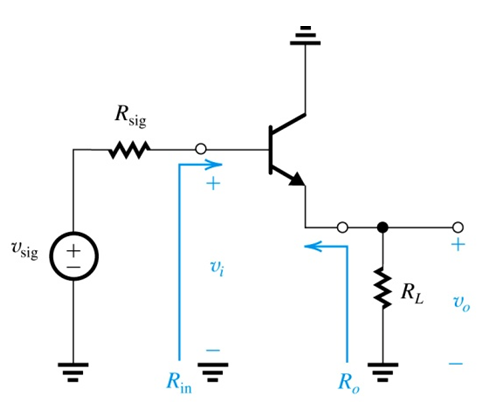 R_sig
v_sig
+
−
+
v_i
−
R_in
R_o
R_L
+
v_o
−